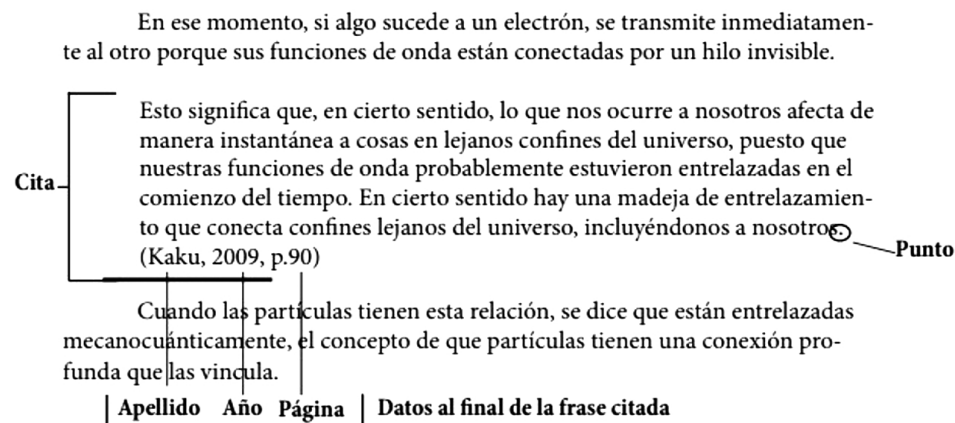 En ese momento, si algo sucede a un electrón, se transmite inmediatamen-
te al otro porque sus funciones de onda están conectadas por un hilo invisible.
Esto significa que, en cierto sentido, lo que nos ocurre a nosotros afecta de
manera instantánea a cosas en lejanos confines del universo, puesto que
nuestras funciones de onda probablemente estuvieron entrelazadas en el
Cita
comienzo del tiempo. En cierto sentido hay una madeja de entrelazamien-
to que conecta confines lejanos del universo, incluyéndonos a nosotros.
Punto
(Kaku, 2009, p.90)
Cuando las partículas tienen esta relación, se dice que están entrelazadas
mecanocuánticamente, el concepto de que partículas tienen una conexión pro-
funda que las vincula.
Apellido Año Página Datos al final de la frase citada